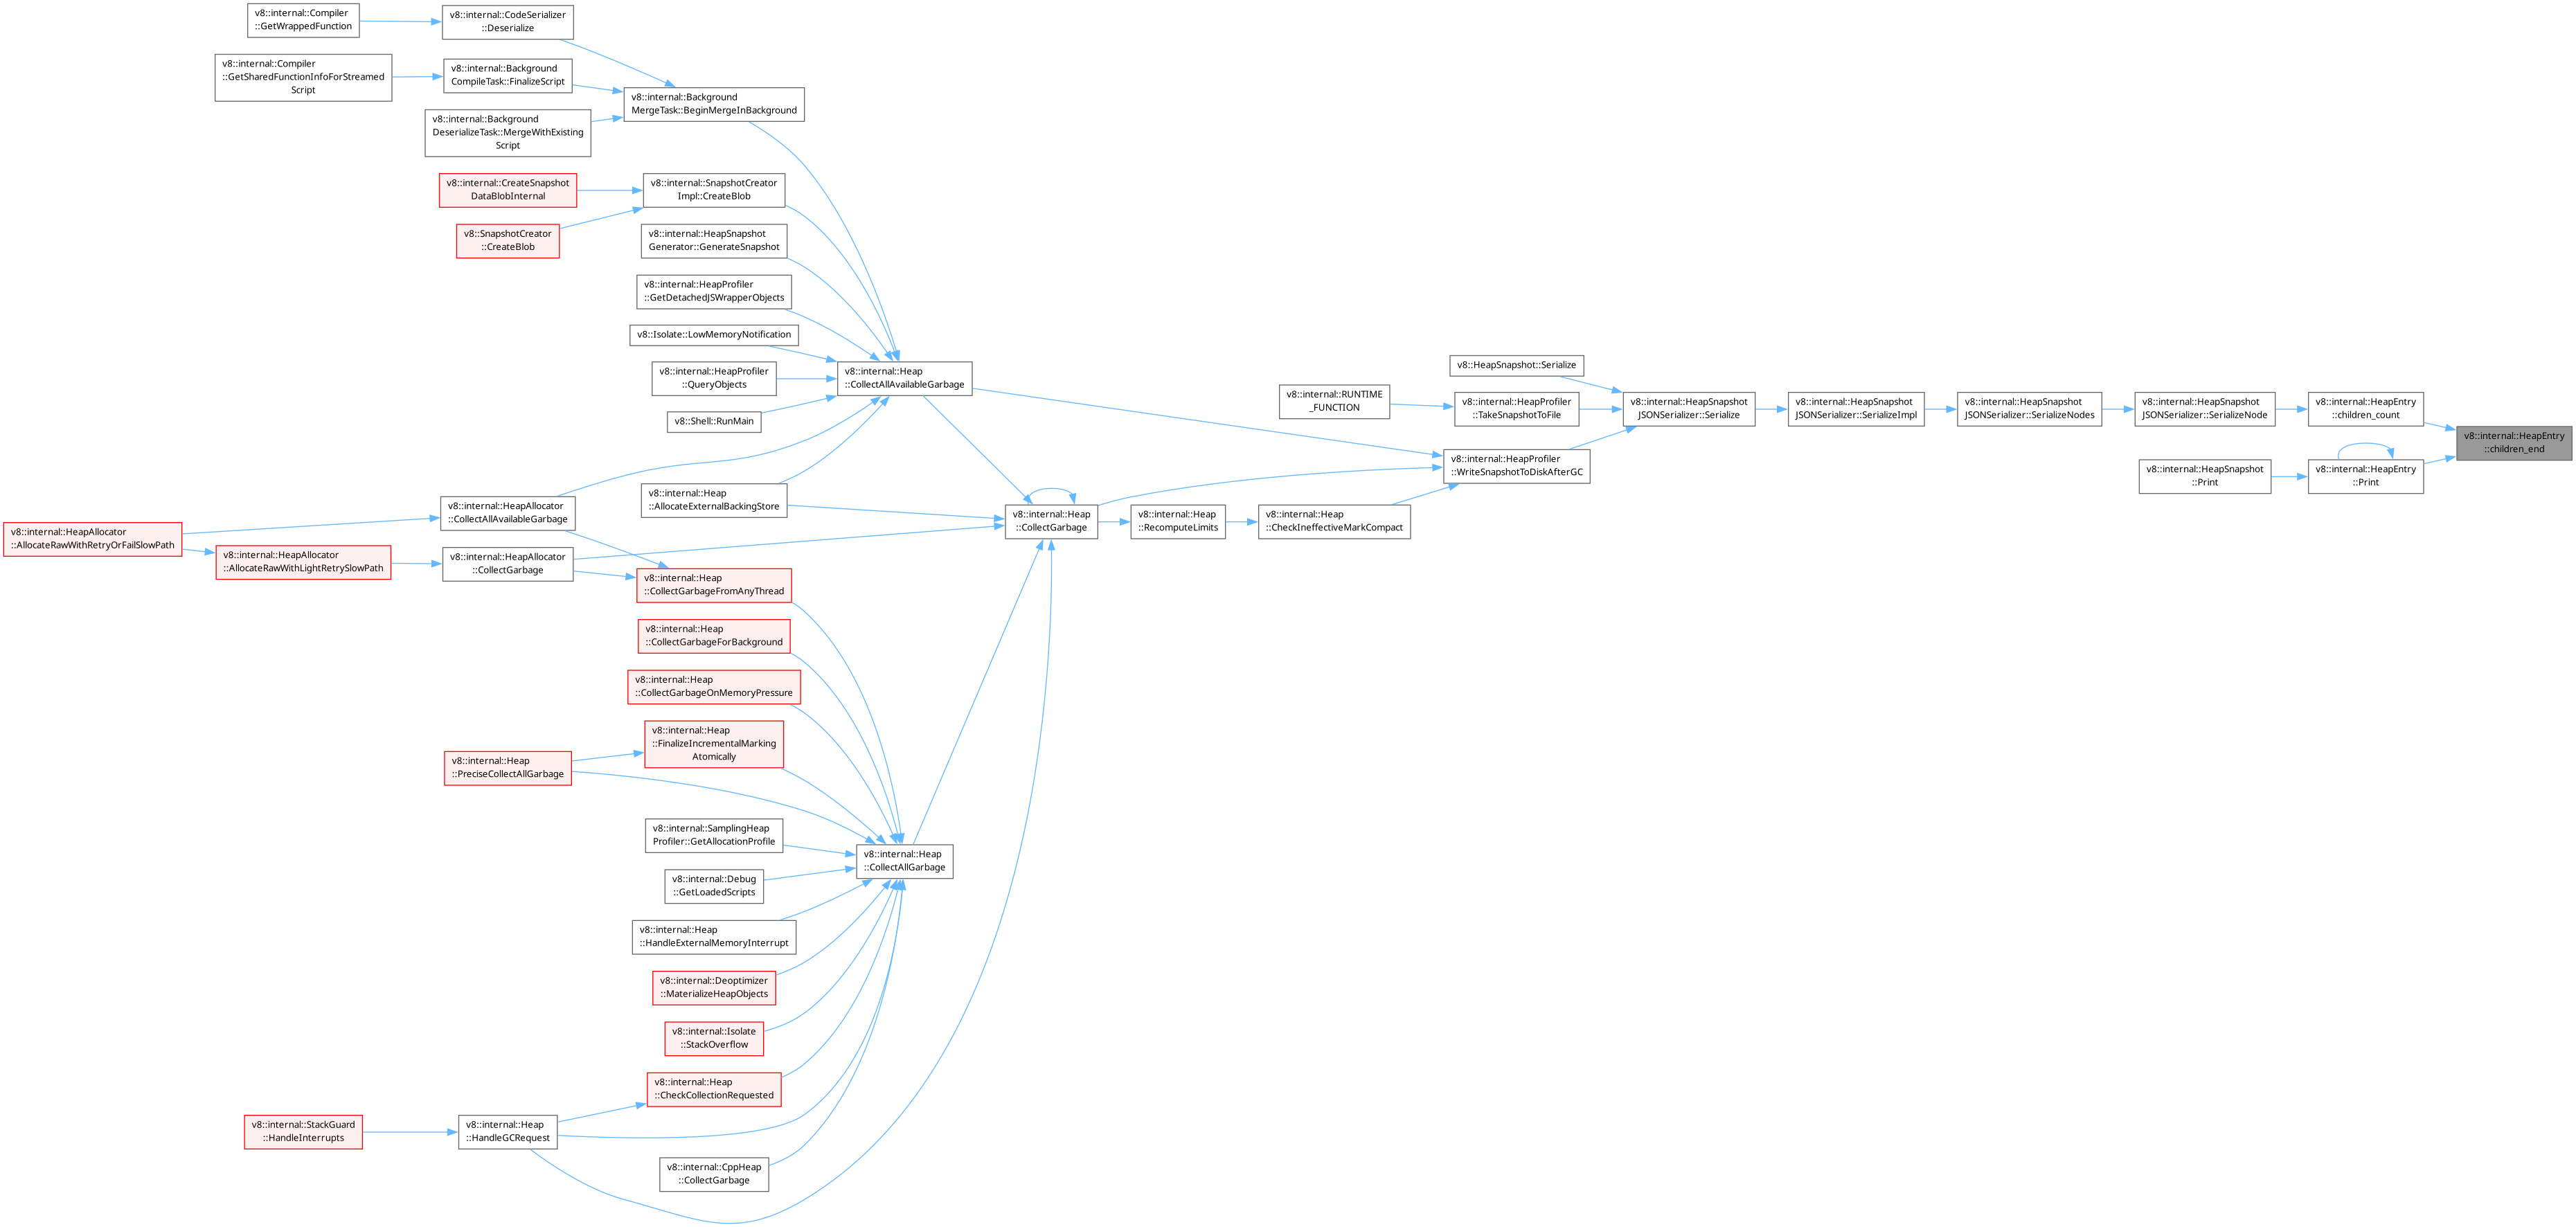 v8::internal::Compiler
::GetWrappedFunction
v8::internal::CodeSerializer
::Deserialize
v8::internal::Compiler
::GetSharedFunctionInfoForStreamed
Script
v8::internal::Background
CompileTask::FinalizeScript
v8::internal::Background
MergeTask::BeginMergeInBackground
v8::internal::Background
DeserializeTask::MergeWithExisting
Script
v8::internal::CreateSnapshot
DataBlobInternal
v8::internal::SnapshotCreator
Impl::CreateBlob
v8::SnapshotCreator
::CreateBlob
v8::internal::HeapSnapshot
Generator::GenerateSnapshot
v8::internal::HeapProfiler
::GetDetachedJSWrapperObjects
v8::Isolate::LowMemoryNotification
v8::internal::HeapProfiler
::QueryObjects
v8::internal::Heap
::CollectAllAvailableGarbage
v8::Shell::RunMain
v8::HeapSnapshot::Serialize
v8::internal::RUNTIME
_FUNCTION
v8::internal::HeapProfiler
::TakeSnapshotToFile
v8::internal::HeapSnapshot
JSONSerializer::Serialize
v8::internal::HeapSnapshot
JSONSerializer::SerializeImpl
v8::internal::HeapSnapshot
JSONSerializer::SerializeNodes
v8::internal::HeapSnapshot
JSONSerializer::SerializeNode
v8::internal::HeapEntry
::children_count
v8::internal::HeapEntry
::children_end
v8::internal::HeapProfiler
::WriteSnapshotToDiskAfterGC
v8::internal::HeapSnapshot
::Print
v8::internal::HeapEntry
::Print
v8::internal::Heap
::AllocateExternalBackingStore
v8::internal::HeapAllocator
::CollectAllAvailableGarbage
v8::internal::Heap
::CollectGarbage
v8::internal::Heap
::RecomputeLimits
v8::internal::Heap
::CheckIneffectiveMarkCompact
v8::internal::HeapAllocator
::AllocateRawWithRetryOrFailSlowPath
v8::internal::HeapAllocator
::AllocateRawWithLightRetrySlowPath
v8::internal::HeapAllocator
::CollectGarbage
v8::internal::Heap
::CollectGarbageFromAnyThread
v8::internal::Heap
::CollectGarbageForBackground
v8::internal::Heap
::CollectGarbageOnMemoryPressure
v8::internal::Heap
::FinalizeIncrementalMarking
Atomically
v8::internal::Heap
::PreciseCollectAllGarbage
v8::internal::SamplingHeap
Profiler::GetAllocationProfile
v8::internal::Heap
::CollectAllGarbage
v8::internal::Debug
::GetLoadedScripts
v8::internal::Heap
::HandleExternalMemoryInterrupt
v8::internal::Deoptimizer
::MaterializeHeapObjects
v8::internal::Isolate
::StackOverflow
v8::internal::Heap
::CheckCollectionRequested
v8::internal::StackGuard
::HandleInterrupts
v8::internal::Heap
::HandleGCRequest
v8::internal::CppHeap
::CollectGarbage